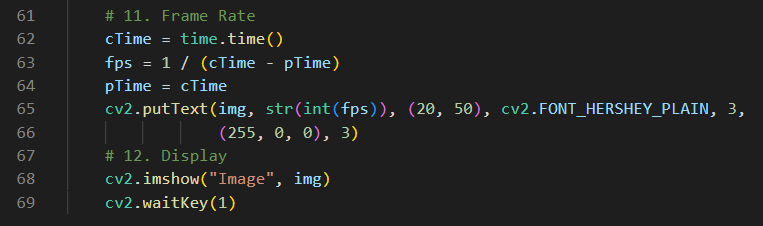 61 # 11. Frame Rate
62 cTime = time.time()
63 fps = 1 / (cTime - pTime)
64 pTime = cTime
65 cv2.putText(img, str(int(fps)), (20, 50), cv2.FONT_HERSHEY_PLAIN, 3,
66 (255, 0, 0), 3)
67 # 12. Display
68 cv2.imshow("Image", img)
69 cv2.waitKey(1)